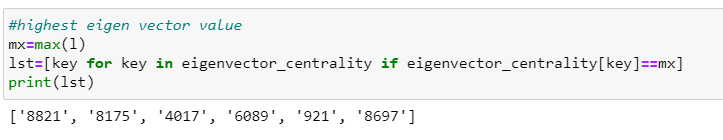 #highest eigen vector value
mx=max(l)
lst=[key for key in eigenvector_centrality if eigenvector_centrality[key]==mx]
print(lst)
['8821', '8175', '4017', '6089', '921', '8697']